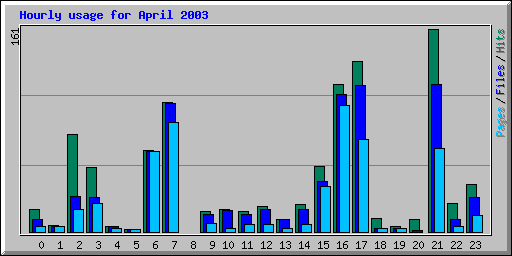 Hourly usage for April 2003
161
Pages / Files / Hits
0 1 2 3 4 5 6 7 8 9 10 11 12 13 14 15 16 17 18 19 20 21 22 23